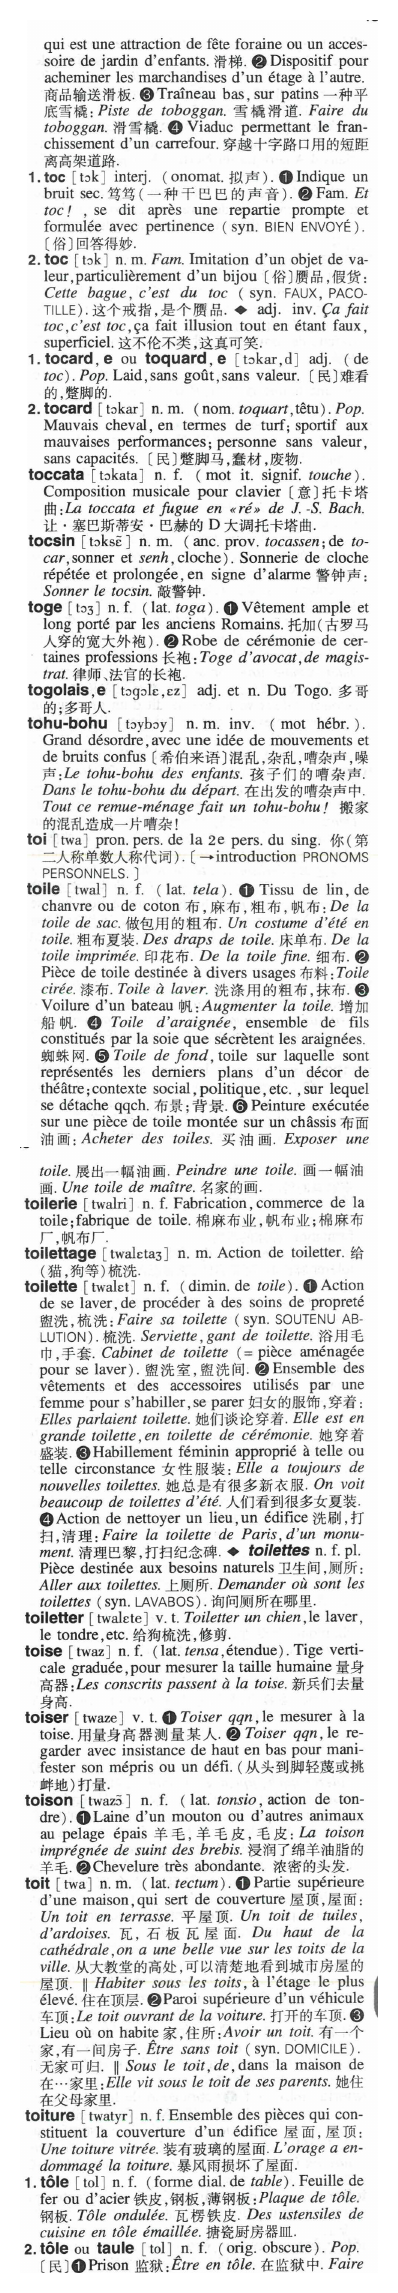 qui est une attraction de fête foraine ou un acces-
soire de jardin d'enfants. 滑梯. ❷ Dispositif pour
acheminer les marchandises d'un étage à l'autre.
商品输送滑板. ❸ Traîneau bas, sur patins 一种平
底雪橇: Piste de toboggan. 雪橇滑道. Faire du
toboggan. 滑雪橇. ❹ Viaduc permettant le fran-
chissement d'un carrefour. 穿越十字路口用的短距
离高架道路.
1. toc [tɔk] interj. (onomat. 拟声). ❶ Indique un
bruit sec. 笃笃(一种干巴巴的声音). ❷ Fam. Et
toc! , se dit après une repartie prompte et
formulée avec pertinence (syn. BIEN ENVOYÉ).
〔俗〕回答得妙.
2. toc [tɔk] n. m. Fam. Imitation d'un objet de va-
leur, particulièrement d'un bijou〔俗〕赝品,假货:
Cette bague, c'est du toc (syn. FAUX, PACO-
TILLE). 这个戒指,是个赝品. ◆ adj. inv. Ça fait
toc, c'est toc, ça fait illusion tout en étant faux,
superficiel. 这不伦不类,这真可笑.
1. tocard, e ou toquard, e [tɔkar,d] adj. (de
toc). Pop. Laid, sans goût, sans valeur.〔民〕难看
的,蹩脚的.
2. tocard [tɔkar] n. m. (nom. toquart, têtu). Pop.
Mauvais cheval, en termes de turf; sportif aux
mauvaises performances; personne sans valeur,
sans capacités.〔民〕蹩脚马,蠢材,废物.
toccata [tɔkata] n. f. (mot it. signif. touche).
Composition musicale pour clavier〔意〕托卡塔
曲: La toccata et fugue en «ré» de J.-S. Bach.
让·塞巴斯蒂安·巴赫的 D 大调托卡塔曲.
tocsin [tɔksɛ̃] n. m. (anc. prov. tocassen; de to-
car, sonner et senh, cloche). Sonnerie de cloche
répétée et prolongée, en signe d'alarme 警钟声:
Sonner le tocsin. 敲警钟.
toge [tɔʒ] n. f. (lat. toga). ❶ Vêtement ample et
long porté par les anciens Romains. 托加(古罗马
人穿的宽大外袍). ❷ Robe de cérémonie de cer-
taines professions 长袍: Toge d'avocat, de magis-
trat. 律师、法官的长袍.
togolais, e [tɔgɔlɛ,ɛz] adj. et n. Du Togo. 多哥
的;多哥人.
tohu-bohu [tɔybɔy] n. m. inv. (mot hébr.).
Grand désordre, avec une idée de mouvements et
de bruits confus〔希伯来语〕混乱,杂乱,嘈杂声,噪
声: Le tohu-bohu des enfants. 孩子们的嘈杂声.
Dans le tohu-bohu du départ. 在出发的嘈杂声中.
Tout ce remue-ménage fait un tohu-bohu! 搬家
的混乱造成一片嘈杂!
toi [twa] pron. pers. de la 2e pers. du sing. 你(第
二人称单数人称代词).〔→introduction PRONOMS
PERSONNELS.〕
toile [twal] n. f. (lat. tela). ❶ Tissu de lin, de
chanvre ou de coton 布,麻布,粗布,帆布: De la
toile de sac. 做包用的粗布. Un costume d'été en
toile. 粗布夏装. Des draps de toile. 床单布. De la
toile imprimée. 印花布. De la toile fine. 细布. ❷
Pièce de toile destinée à divers usages 布料: Toile
cirée. 漆布. Toile à laver. 洗涤用的粗布,抹布. ❸
Voilure d'un bateau 帆: Augmenter la toile. 增加
船帆. ❹ Toile d'araignée, ensemble de fils
constitués par la soie que sécrètent les araignées.
蜘蛛网. ❺ Toile de fond, toile sur laquelle sont
représentés les derniers plans d'un décor de
théâtre; contexte social, politique, etc., sur lequel
se détache qqch. 布景;背景. ❻ Peinture exécutée
sur une pièce de toile montée sur un châssis 布面
油画: Acheter des toiles. 买油画. Exposer une
toile. 展出一幅油画. Peindre une toile. 画一幅油
画. Une toile de maître. 名家的画.
toilerie [twalri] n. f. Fabrication, commerce de la
toile; fabrique de toile. 棉麻布业,帆布业;棉麻布
厂,帆布厂.
toilettage [twalɛtaʒ] n. m. Action de toiletter. 给
(猫,狗等)梳洗.
toilette [twalɛt] n. f. (dimin. de toile). ❶ Action
de se laver, de procéder à des soins de propreté
盥洗,梳洗: Faire sa toilette (syn. SOUTENU AB-
LUTION). 梳洗. Serviette, gant de toilette. 浴用毛
巾,手套. Cabinet de toilette (= pièce aménagée
pour se laver). 盥洗室,盥洗间. ❷ Ensemble des
vêtements et des accessoires utilisés par une
femme pour s'habiller, se parer 妇女的服饰,穿着:
Elles parlaient toilette. 她们谈论穿着. Elle est en
grande toilette, en toilette de cérémonie. 她穿着
盛装. ❸ Habillement féminin approprié à telle ou
telle circonstance 女性服装: Elle a toujours de
nouvelles toilettes. 她总是有很多新衣服. On voit
beaucoup de toilettes d'été. 人们看到很多女夏装.
❹ Action de nettoyer un lieu, un édifice 洗刷,打
扫,清理: Faire la toilette de Paris, d'un monu-
ment. 清理巴黎,打扫纪念碑. ◆ toilettes n. f. pl.
Pièce destinée aux besoins naturels 卫生间,厕所:
Aller aux toilettes. 上厕所. Demander où sont les
toilettes (syn. LAVABOS). 询问厕所在哪里.
toiletter [twalete] v. t. Toiletter un chien, le laver,
le tondre, etc. 给狗梳洗,修剪.
toise [twaz] n. f. (lat. tensa, étendue). Tige verti-
cale graduée, pour mesurer la taille humaine 量身
高器: Les conscrits passent à la toise. 新兵们去量
身高.
toiser [twaze] v. t. ❶ Toiser qqn, le mesurer à la
toise. 用量身高器测量某人. ❷ Toiser qqn, le re-
garder avec insistance de haut en bas pour mani-
fester son mépris ou un défi. (从头到脚轻蔑或挑
衅地)打量.
toison [twazɔ̃] n. f. (lat. tonsio, action de ton-
dre). ❶ Laine d'un mouton ou d'autres animaux
au pelage épais 羊毛,羊毛皮,毛皮: La toison
imprégnée de suint des brebis. 浸润了绵羊油脂的
羊毛. ❷ Chevelure très abondante. 浓密的头发.
toit [twa] n. m. (lat. tectum). ❶ Partie supérieure
d'une maison, qui sert de couverture 屋顶,屋面:
Un toit en terrasse. 平屋顶. Un toit de tuiles,
d'ardoises. 瓦,石板瓦屋面. Du haut de la
cathédrale, on a une belle vue sur les toits de la
ville. 从大教堂的高处,可以清楚地看到城市房屋的
屋顶. ‖ Habiter sous les toits, à l'étage le plus
élevé. 住在顶层. ❷ Paroi supérieure d'un véhicule
车顶: Le toit ouvrant de la voiture. 打开的车顶. ❸
Lieu où on habite 家,住所: Avoir un toit. 有一个
家,有一间房子. Être sans toit (syn. DOMICILE).
无家可归. ‖ Sous le toit, de, dans la maison de
在…家里: Elle vit sous le toit de ses parents. 她住
在父母家里.
toiture [twatyr] n. f. Ensemble des pièces qui con-
stituent la couverture d'un édifice 屋面,屋顶:
Une toiture vitrée. 装有玻璃的屋面. L'orage a en-
dommagé la toiture. 暴风雨损坏了屋面.
1. tôle [tol] n. f. (forme dial. de table). Feuille de
fer ou d'acier 铁皮,钢板,薄钢板: Plaque de tôle.
钢板. Tôle ondulée. 瓦楞铁皮. Des ustensiles de
cuisine en tôle émaillée. 搪瓷厨房器皿.
2. tôle ou taule [tol] n. f. (orig. obscure). Pop.
〔民〕❶ Prison 监狱: Être en tôle. 在监狱中. Faire